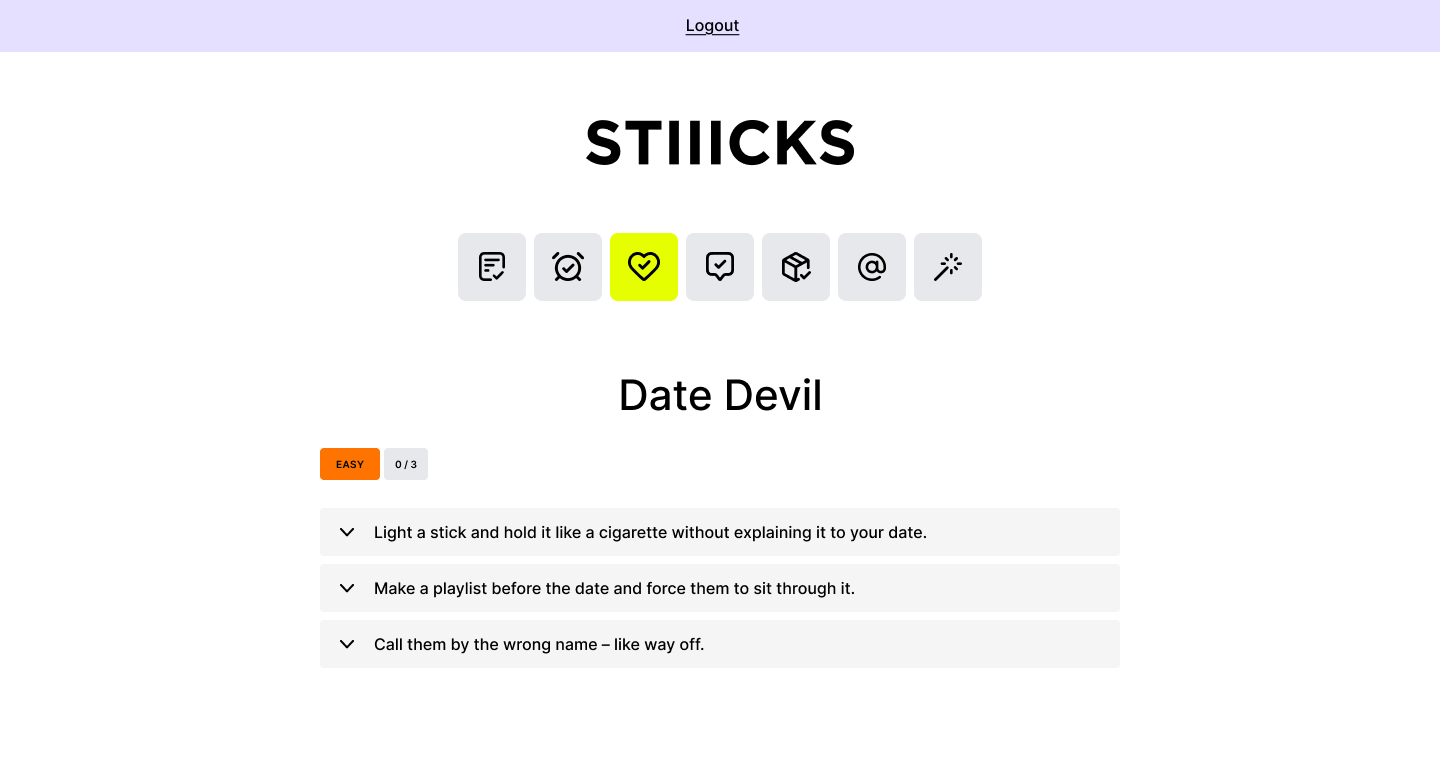 Logout
STIIICKS
Date Devil
EASY
0 / 3
Light a stick and hold it like a cigarette without explaining it to your date.
Make a playlist before the date and force them to sit through it.
Call them by the wrong name – like way off.